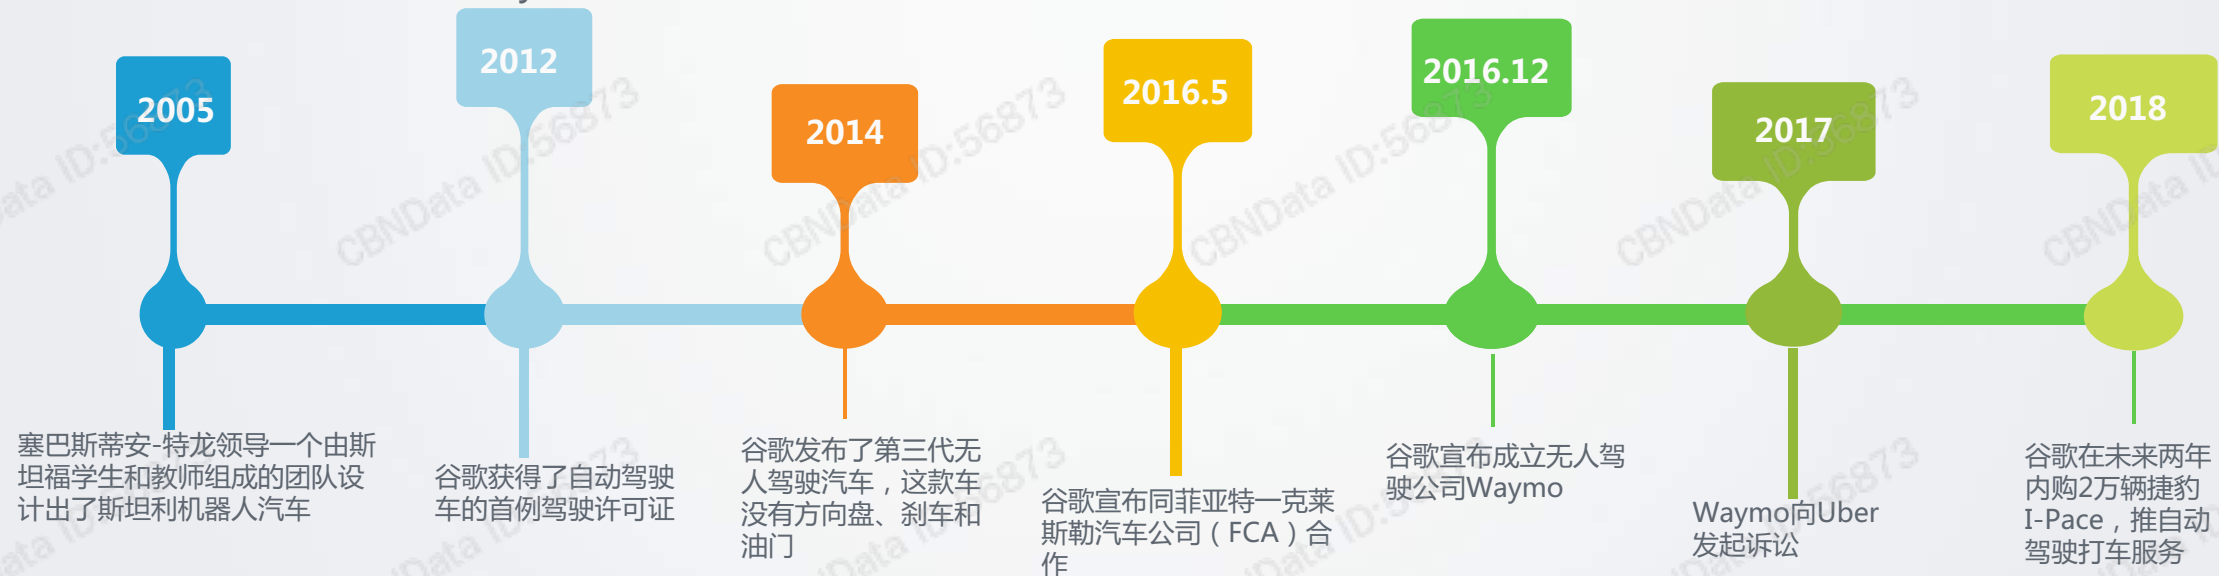 2005
2012
2014
2016.5
2016.12
2017
2018
塞巴斯蒂安-特龙领导一个由斯
坦福学生和教师组成的团队设
计出了斯坦利机器人汽车
谷歌获得了自动驾驶
车的首例驾驶许可证
谷歌发布了第三代无
人驾驶汽车，这款车
没有方向盘、刹车和
油门
谷歌宣布同菲亚特一克莱
斯勒汽车公司（FCA）合
作
谷歌宣布成立无人驾
驶公司Waymo
Waymo向Uber
发起诉讼
谷歌在未来两年
内购2万辆捷豹
I-Pace，推自动
驾驶打车服务
CBNData ID:56873